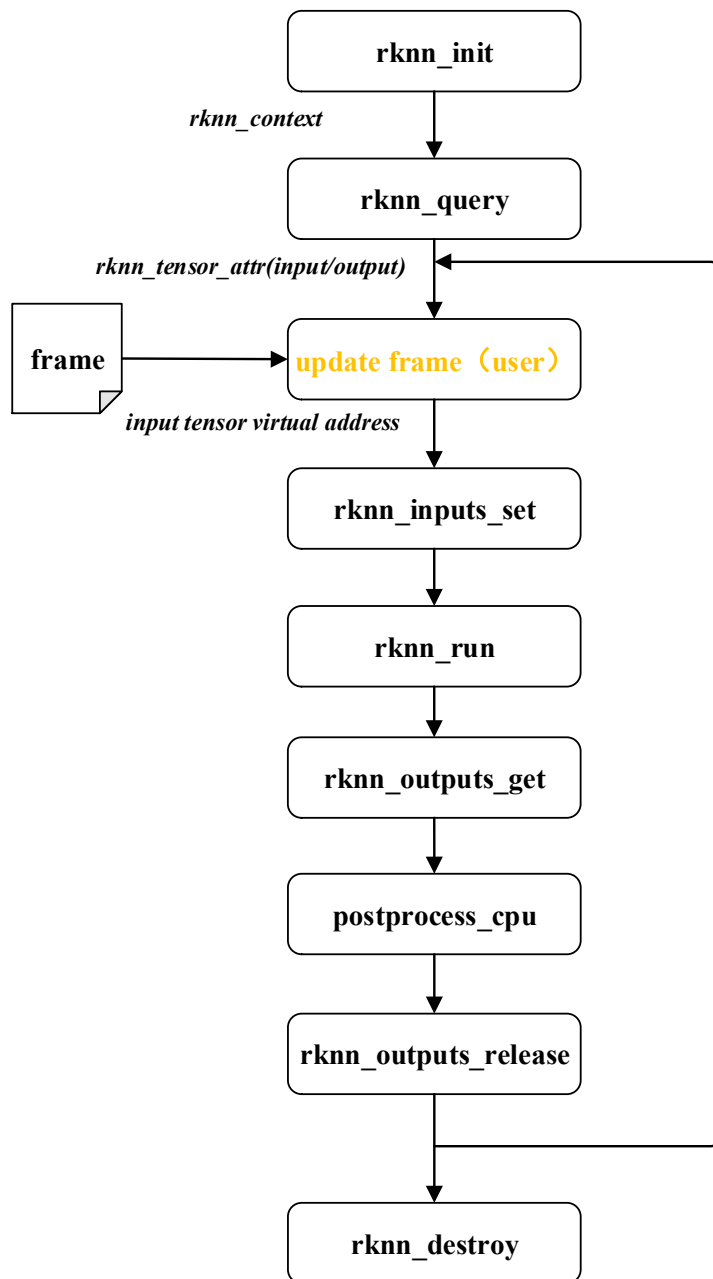 rknn_init
rknn_context
rknn_query
rknn_tensor_attr(input/output)
frame
update frame（user）
input tensor virtual address
rknn_inputs_set
rknn_run
rknn_outputs_get
postprocess_cpu
rknn_outputs_release
rknn_destroy